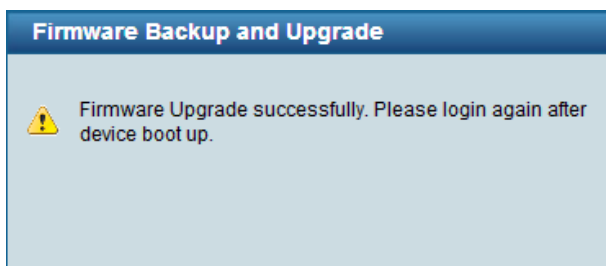 Firmware Backup and Upgrade
Firmware Upgrade successfully. Please login again after
device boot up.